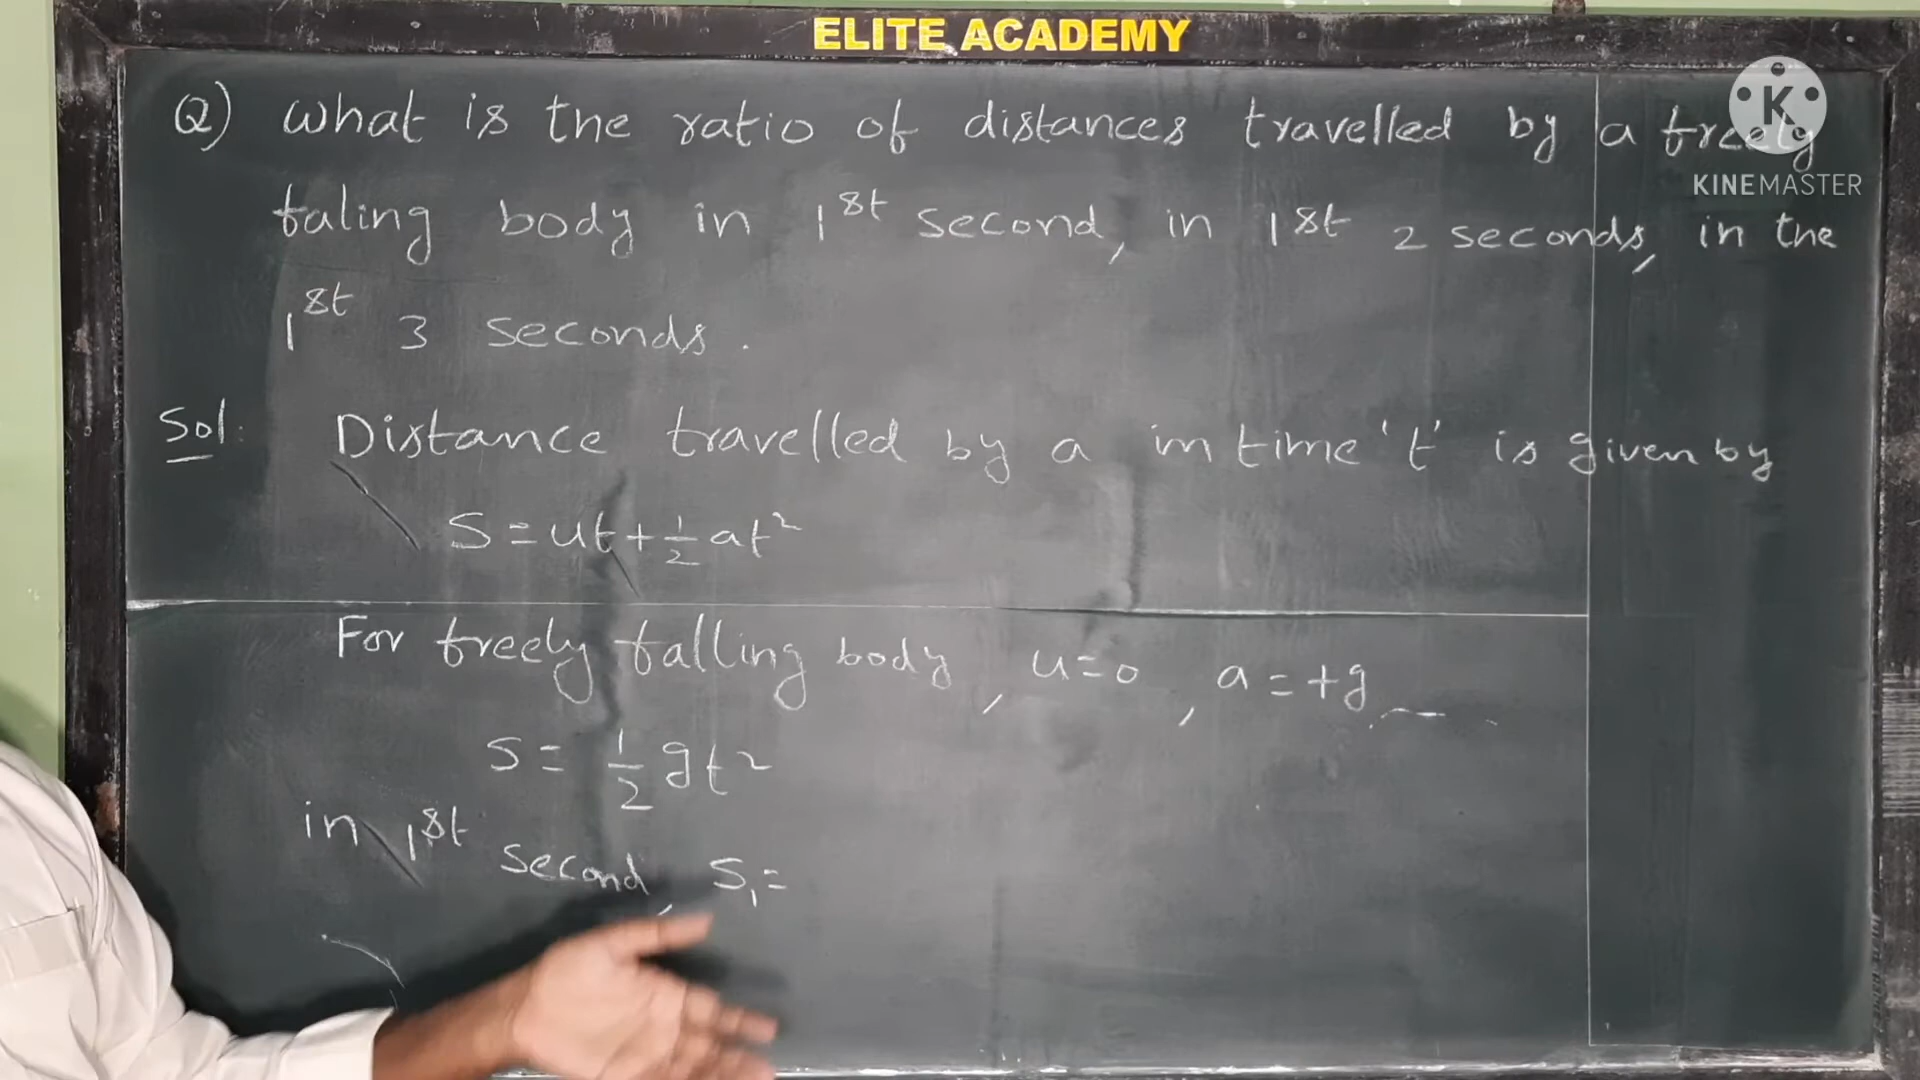 ELITE ACADEMY
Q) What is the ratio of distances travelled by a freely
faling body in 1st second, in 1st 2 seconds, in the
1st 3 seconds.
Sol: Distance travelled by a in time 't' is given by
S = ut + 1/2 at²
For freely falling body, u=0, a=+g
S = 1/2 gt²
in 1st second, S₁=
KINEMASTER